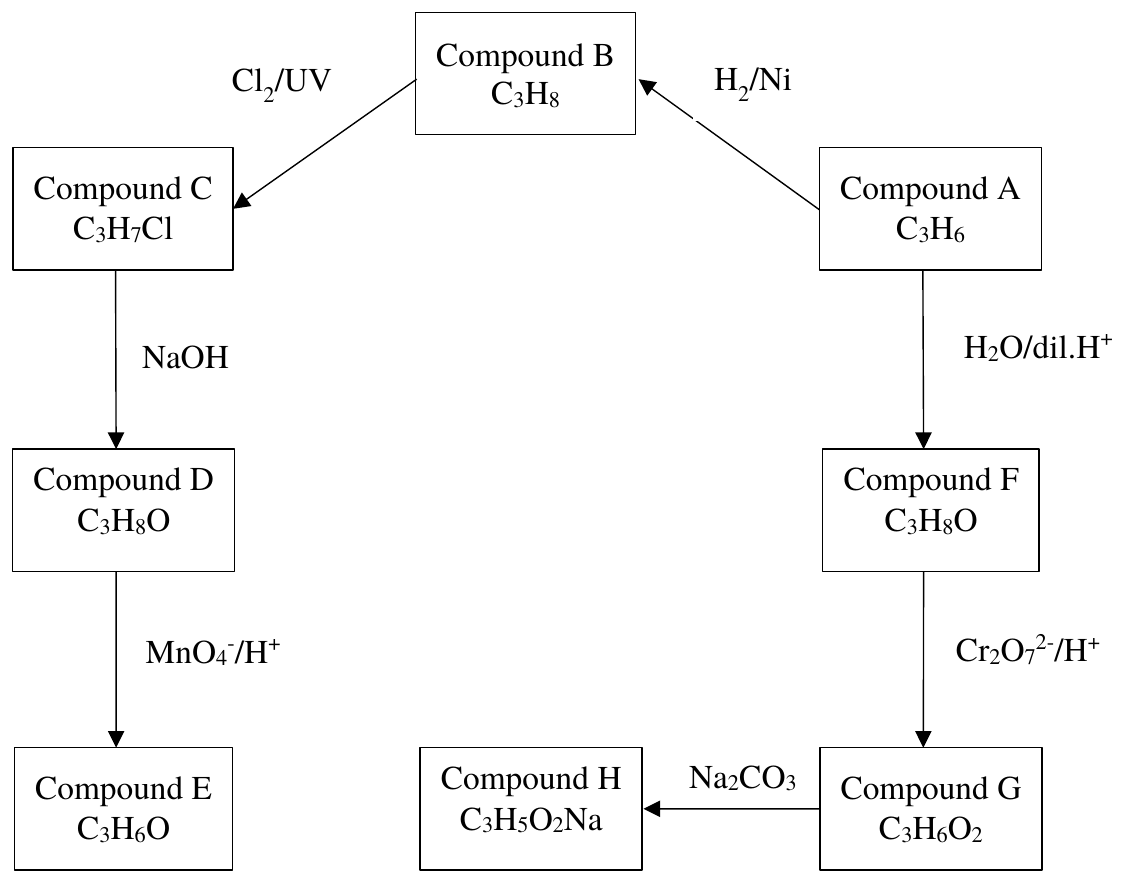 Compound B
C₃H₈
Cl₂/UV
H₂/Ni
Compound C
C₃H₇Cl
Compound A
C₃H₆
NaOH
H₂O/dil.H⁺
Compound D
C₃H₈O
Compound F
C₃H₈O
MnO₄⁻/H⁺
Cr₂O₇²⁻/H⁺
Compound E
C₃H₆O
Compound H
C₃H₅O₂Na
Na₂CO₃
Compound G
C₃H₆O₂